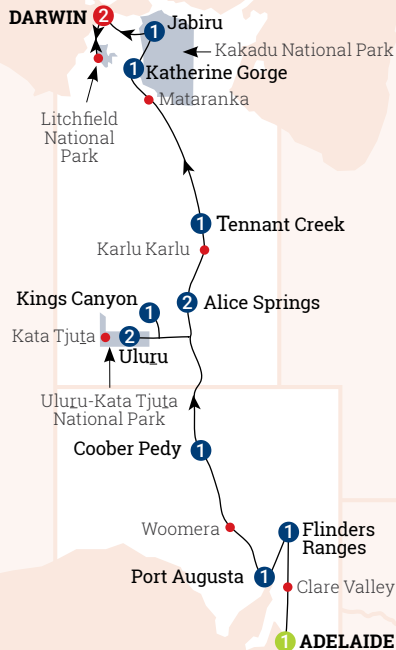 DARWIN 2
1 Jabiru
Kakadu National Park
1 Katherine Gorge
Mataranka
Litchfield
National
Park
1 Tennant Creek
Karlu Karlu
Kings Canyon 1
2 Alice Springs
Kata Tjuṯa
2
Uluṟu
Uluṟu-Kata Tjuṯa
National Park
Coober Pedy 1
Woomera
1 Flinders
Ranges
Port Augusta 1
Clare Valley
1 ADELAIDE